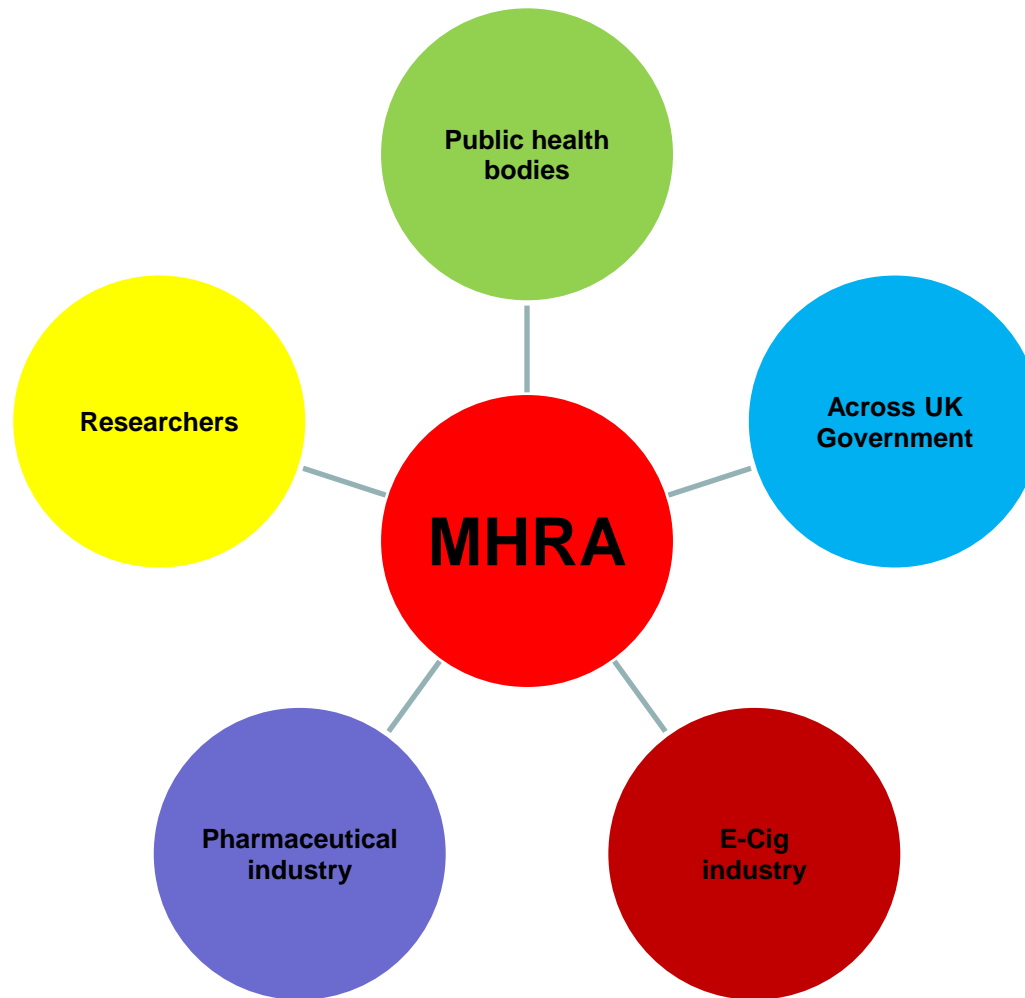 Public health
bodies
Across UK
Government
Researchers
MHRA
Pharmaceutical
industry
E-Cig
industry